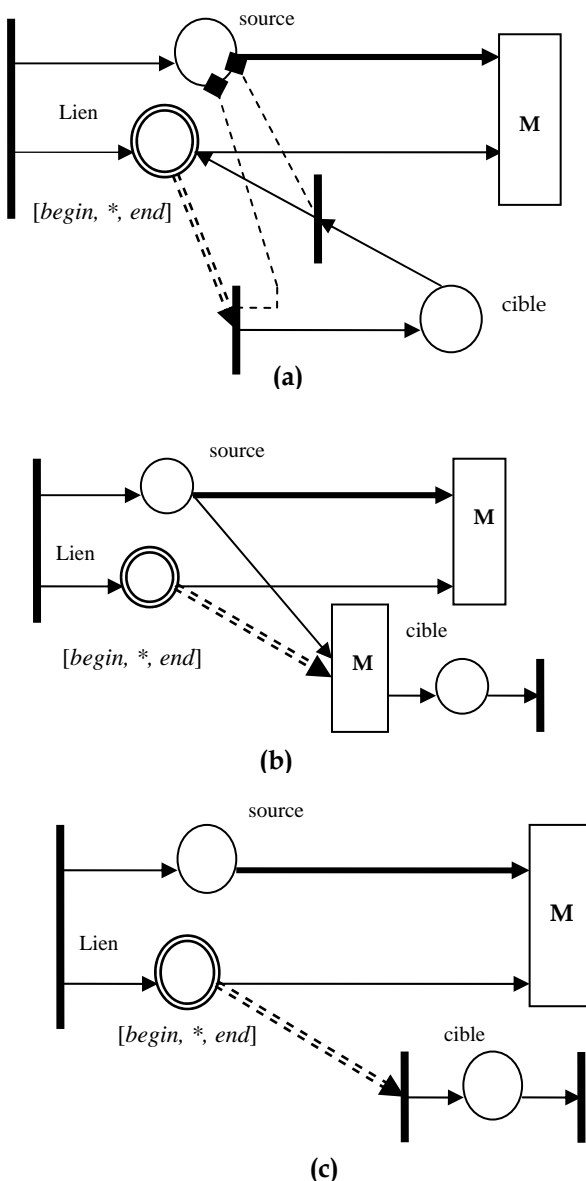 source
Lien
M
[begin, *, end]
cible
(a)
source
M
Lien
cible
[begin, *, end]
M
(b)
source
M
Lien
[begin, *, end]
cible
(c)